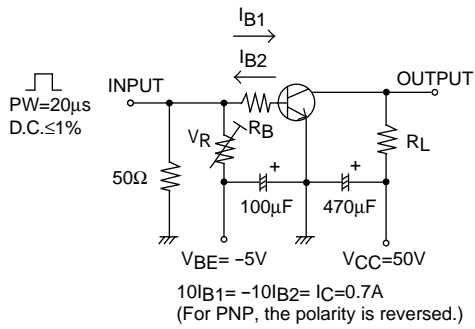 IB1
IB2
INPUT
OUTPUT
PW=20μs
D.C.≤1%
VR
RB
RL
50Ω
+
+
100μF
470μF
VBE= −5V
VCC=50V
10IB1= −10IB2= IC=0.7A
(For PNP, the polarity is reversed.)